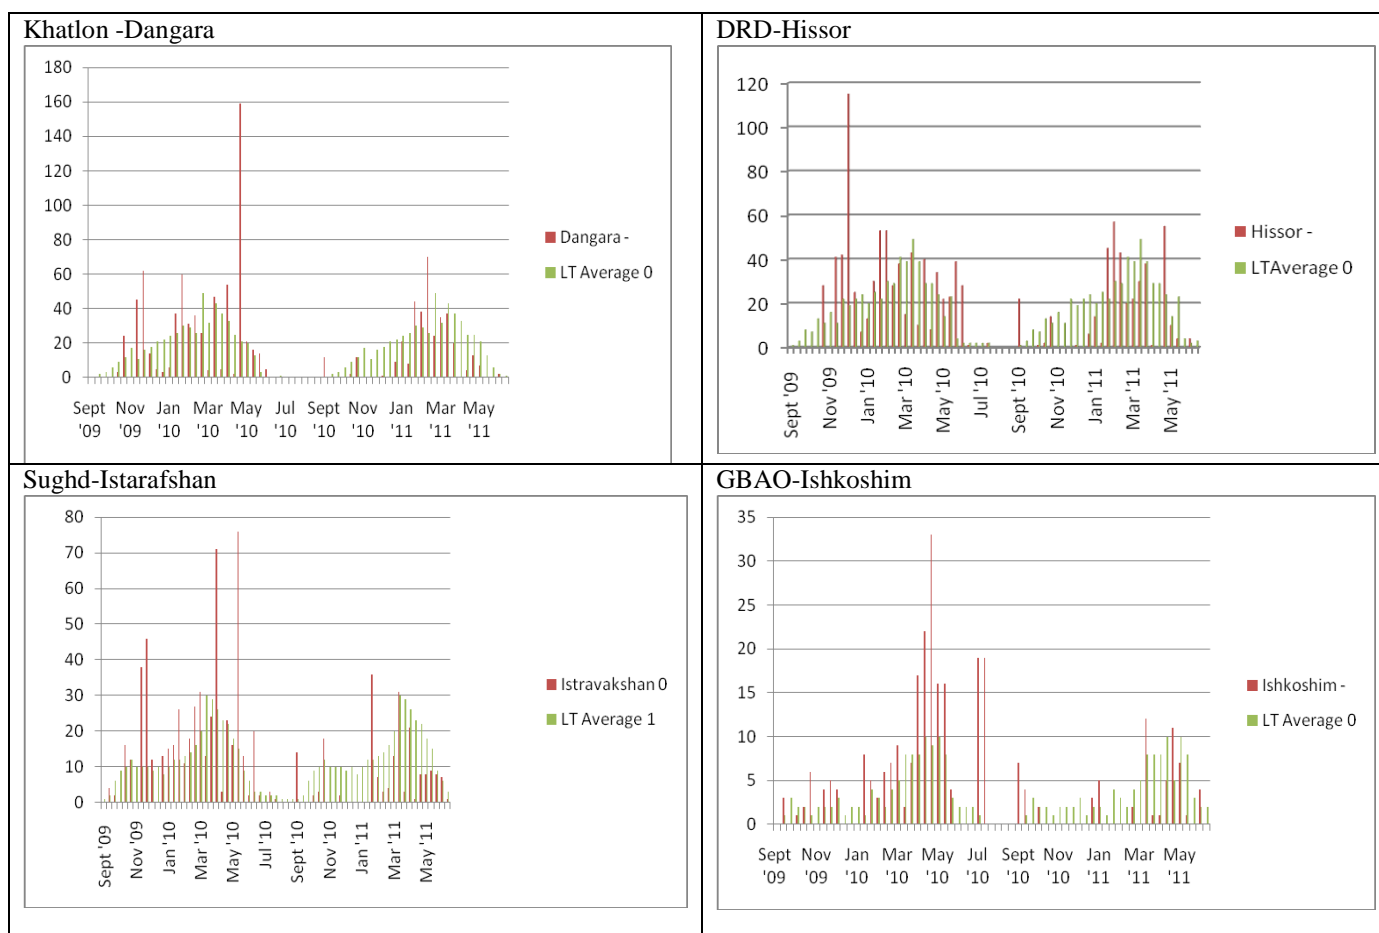 Khatlon -Dangara
180
160
140
120
100
80
60
40
20
0
Sept Nov Jan Mar May Jul Sept Nov Jan Mar May
'09 '09 '10 '10 '10 '10 '10 '10 '11 '11 '11
Dangara -
LT Average 0
DRD-Hissor
120
100
80
60
40
20
0
Sept '09
Nov '09
Jan '10
Mar '10
May '10
Jul '10
Sept '10
Nov '10
Jan '11
Mar '11
May '11
Hissor -
LTAverage 0
Sughd-Istarafshan
80
70
60
50
40
30
20
10
0
Sept '09
Nov '09
Jan '10
Mar '10
May '10
Jul '10
Sept '10
Nov '10
Jan '11
Mar '11
May '11
Istravakshan 0
LT Average 1
GBAO-Ishkoshim
35
30
25
20
15
10
5
0
Sept Nov Jan Mar May Jul Sept Nov Jan Mar May
'09 '09 '10 '10 '10 '10 '10 '10 '11 '11 '11
Ishkoshim -
LT Average 0